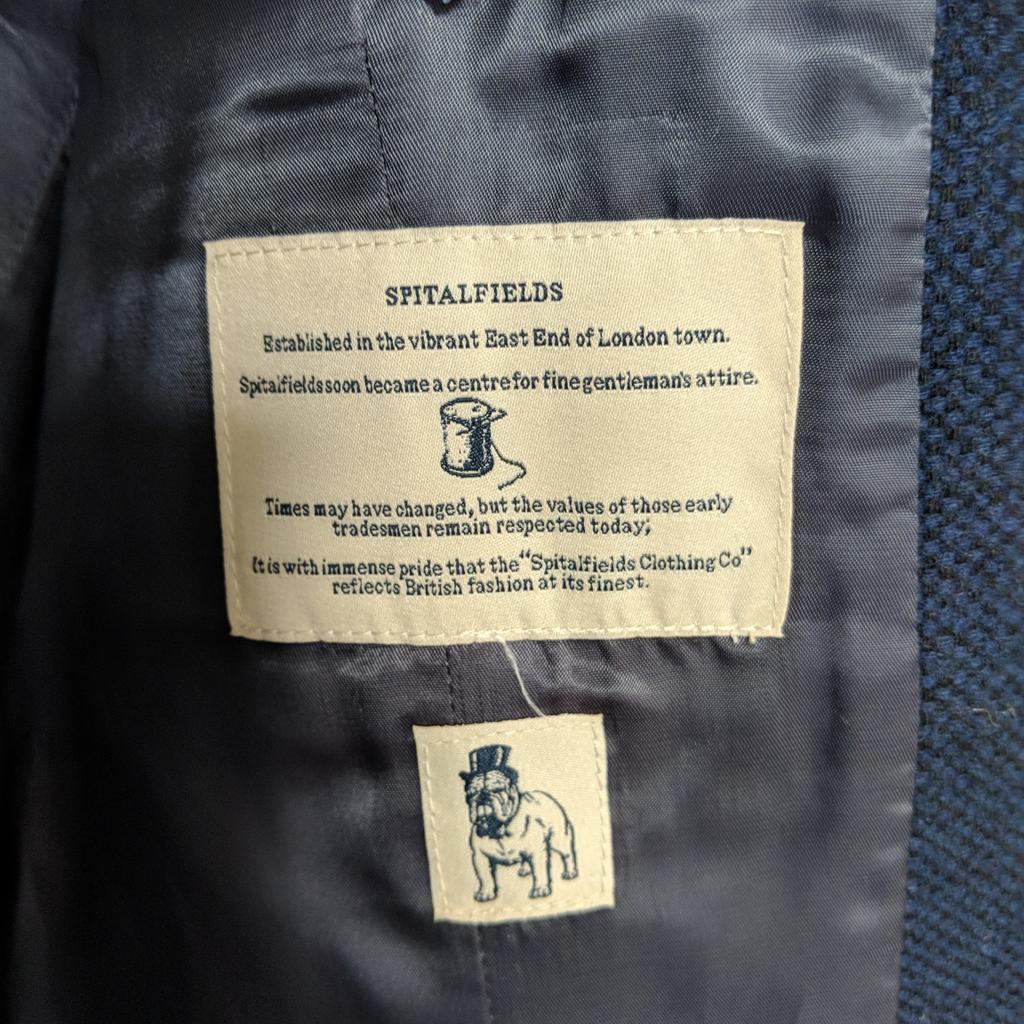 SPITALFIELDS
Established in the vibrant East End of London town.
Spitalfields soon became a centre for fine gentleman's attire.
Times may have changed, but the values of those early
tradesmen remain respected today;
It is with immense pride that the "Spitalfields Clothing Co"
reflects British fashion at its finest.